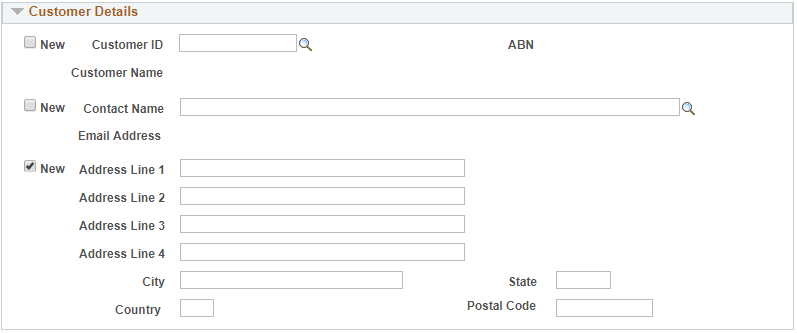 Customer Details
New Customer ID ABN
Customer Name
New Contact Name
Email Address
New Address Line 1
Address Line 2
Address Line 3
Address Line 4
City State
Country Postal Code